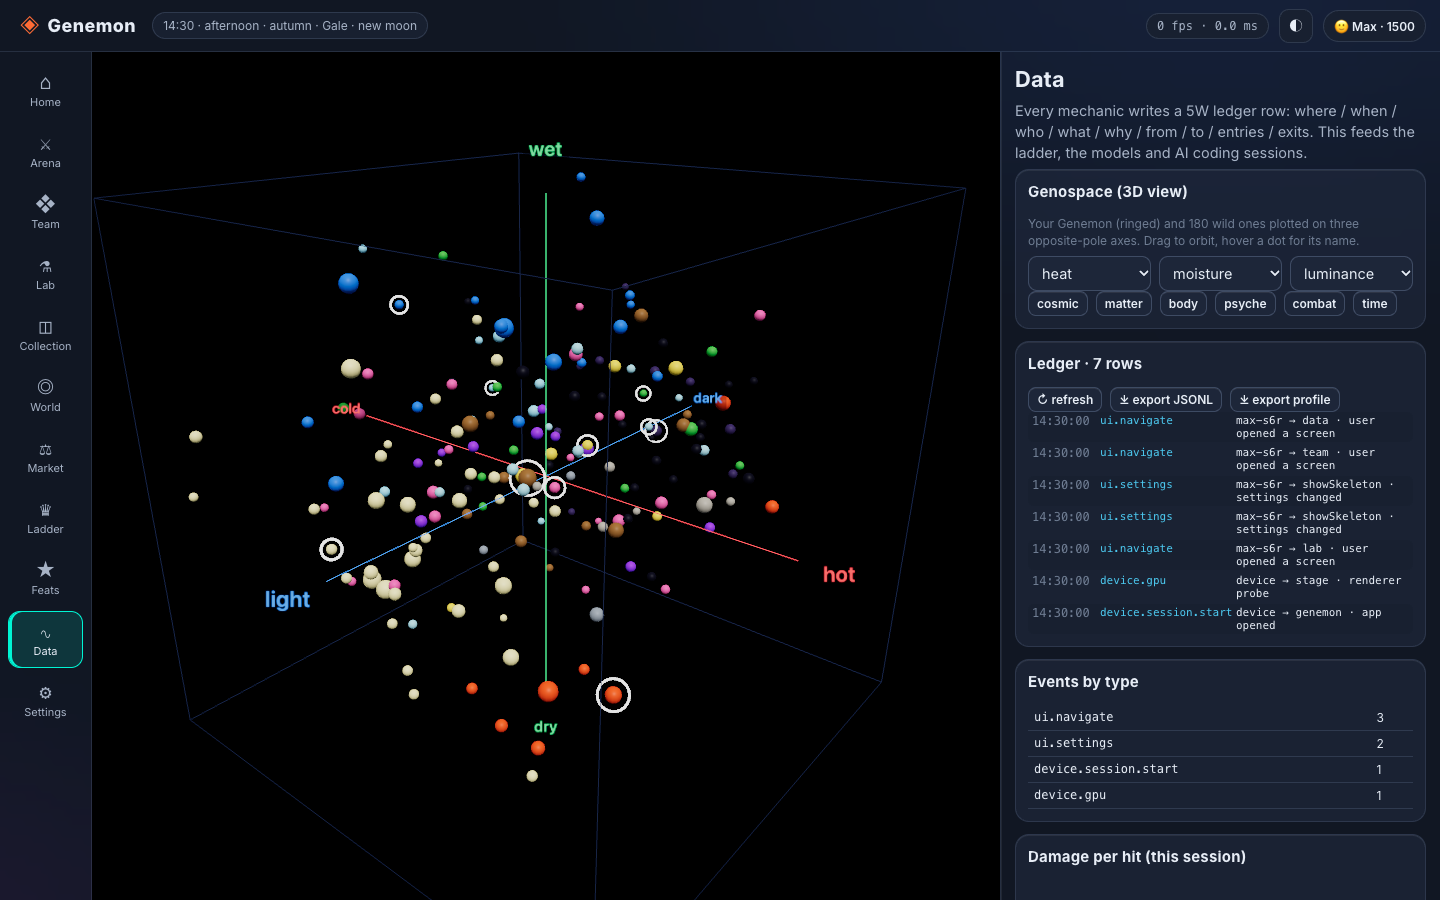 Genemon
14:30 · afternoon · autumn · Gale · new moon
0 fps · 0.0 ms
Max · 1500
Home
Arena
Team
Lab
Collection
World
Market
Ladder
Feats
Data
Settings
wet
cold
dark
light
hot
dry
Data
Every mechanic writes a 5W ledger row: where / when /
who / what / why / from / to / entries / exits. This feeds the
ladder, the models and AI coding sessions.
Genospace (3D view)
Your Genemon (ringed) and 180 wild ones plotted on three
opposite-pole axes. Drag to orbit, hover a dot for its name.
heat moisture luminance
cosmic matter body psyche combat time
Ledger · 7 rows
↻ refresh export JSONL export profile
14:30:00 ui.navigate max-s6r → data · user
opened a screen
14:30:00 ui.navigate max-s6r → team · user
opened a screen
14:30:00 ui.settings max-s6r → showSkeleton ·
settings changed
14:30:00 ui.settings max-s6r → showSkeleton ·
settings changed
14:30:00 ui.navigate max-s6r → lab · user
opened a screen
14:30:00 device.gpu device → stage · renderer
probe
14:30:00 device.session.start device → genemon · app
opened
Events by type
ui.navigate 3
ui.settings 2
device.session.start 1
device.gpu 1
Damage per hit (this session)